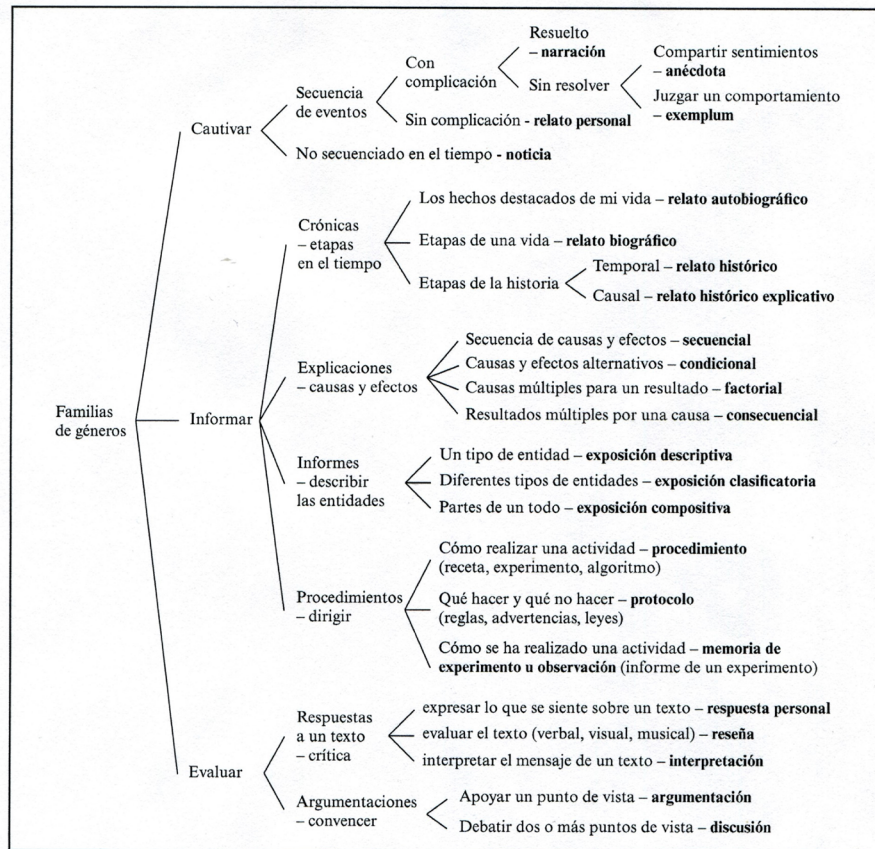 Familias
de géneros
Cautivar
Secuencia
de eventos
Con
complicación
Resuelto
– narración
Sin resolver
Compartir sentimientos
– anécdota
Juzgar un comportamiento
– exemplum
Sin complicación - relato personal
No secuenciado en el tiempo - noticia
Informar
Crónicas
– etapas
en el tiempo
Los hechos destacados de mi vida – relato autobiográfico
Etapas de una vida – relato biográfico
Etapas de la historia
Temporal – relato histórico
Causal – relato histórico explicativo
Explicaciones
– causas y efectos
Secuencia de causas y efectos – secuencial
Causas y efectos alternativos – condicional
Causas múltiples para un resultado – factorial
Resultados múltiples por una causa – consecuencial
Informes
– describir
las entidades
Un tipo de entidad – exposición descriptiva
Diferentes tipos de entidades – exposición clasificatoria
Partes de un todo – exposición compositiva
Procedimientos
– dirigir
Cómo realizar una actividad – procedimiento
(receta, experimento, algoritmo)
Qué hacer y qué no hacer – protocolo
(reglas, advertencias, leyes)
Cómo se ha realizado una actividad – memoria de
experimento u observación (informe de un experimento)
Evaluar
Respuestas
a un texto
– crítica
expresar lo que se siente sobre un texto – respuesta personal
evaluar el texto (verbal, visual, musical) – reseña
interpretar el mensaje de un texto – interpretación
Argumentaciones
– convencer
Apoyar un punto de vista – argumentación
Debatir dos o más puntos de vista – discusión